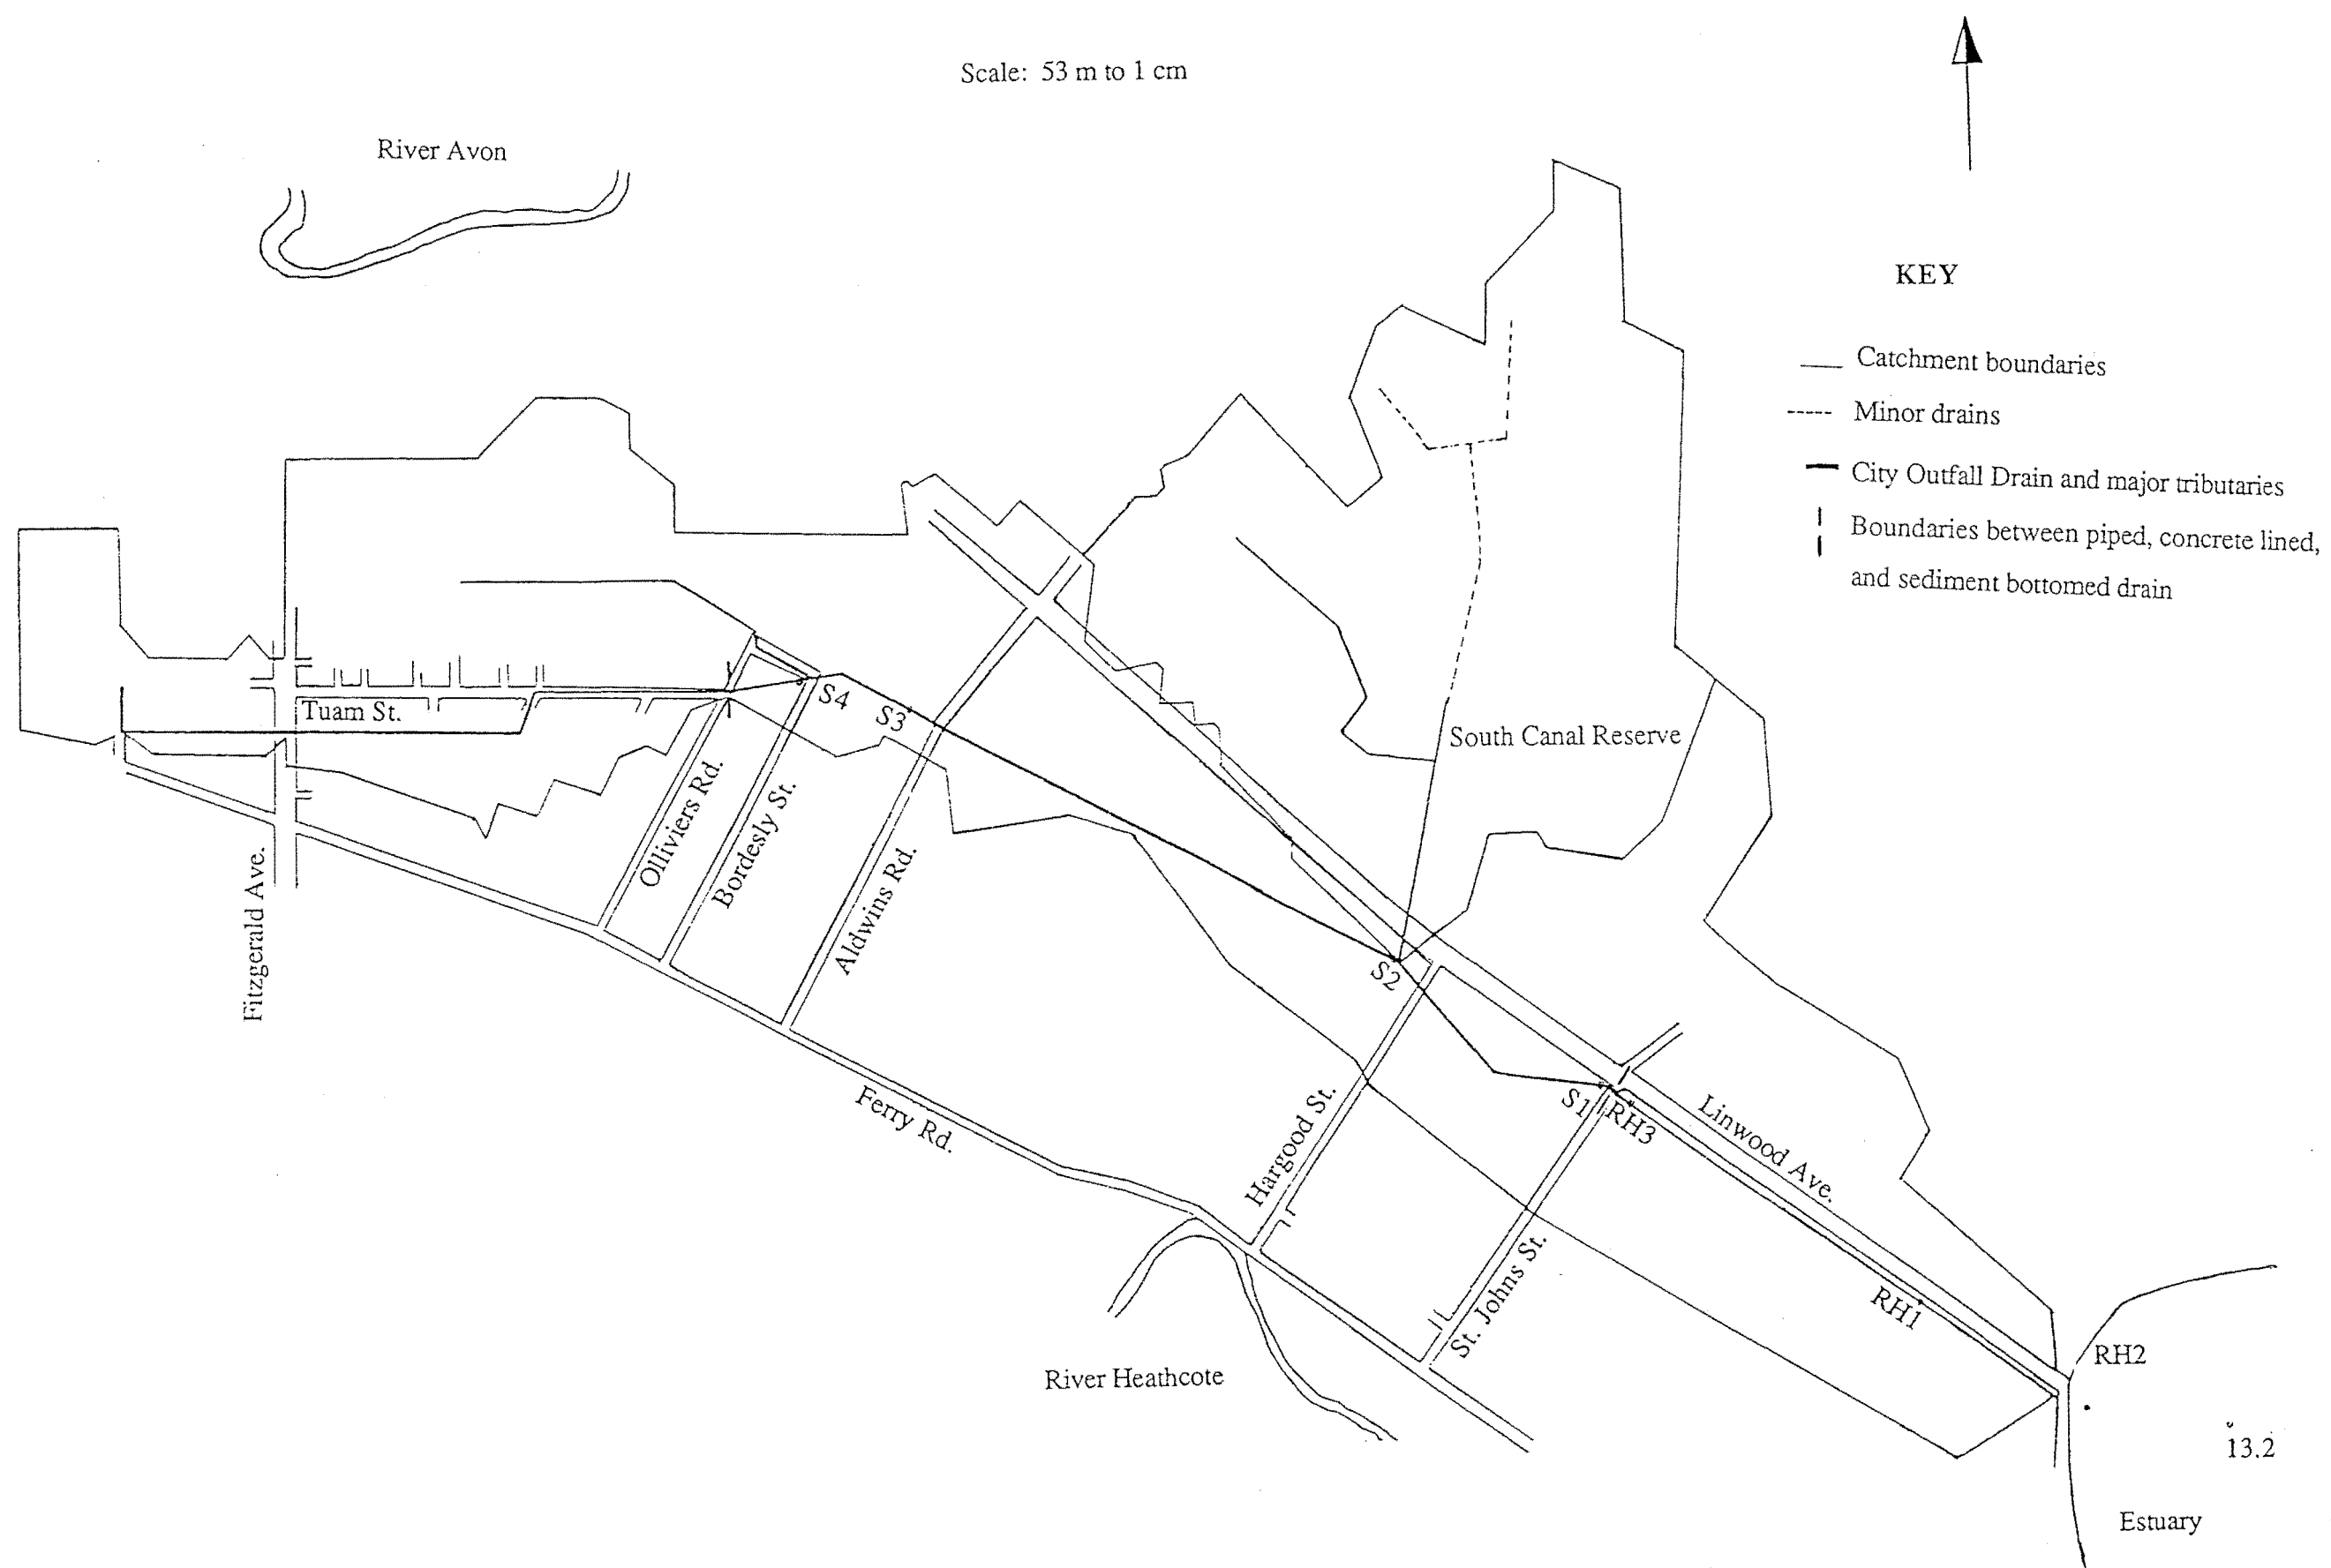 Scale: 53 m to 1 cm
River Avon
KEY
Catchment boundaries
Minor drains
City Outfall Drain and major tributaries
Boundaries between piped, concrete lined,
and sediment bottomed drain
Tuam St.
S4
S3
South Canal Reserve
Olliviers Rd.
Bordesly St.
Aldwins Rd.
Fitzgerald Ave.
S2
Ferry Rd.
Hargood St.
S1
RH3
Linwood Ave.
St. Johns St.
RH1
RH2
River Heathcote
13.2
Estuary